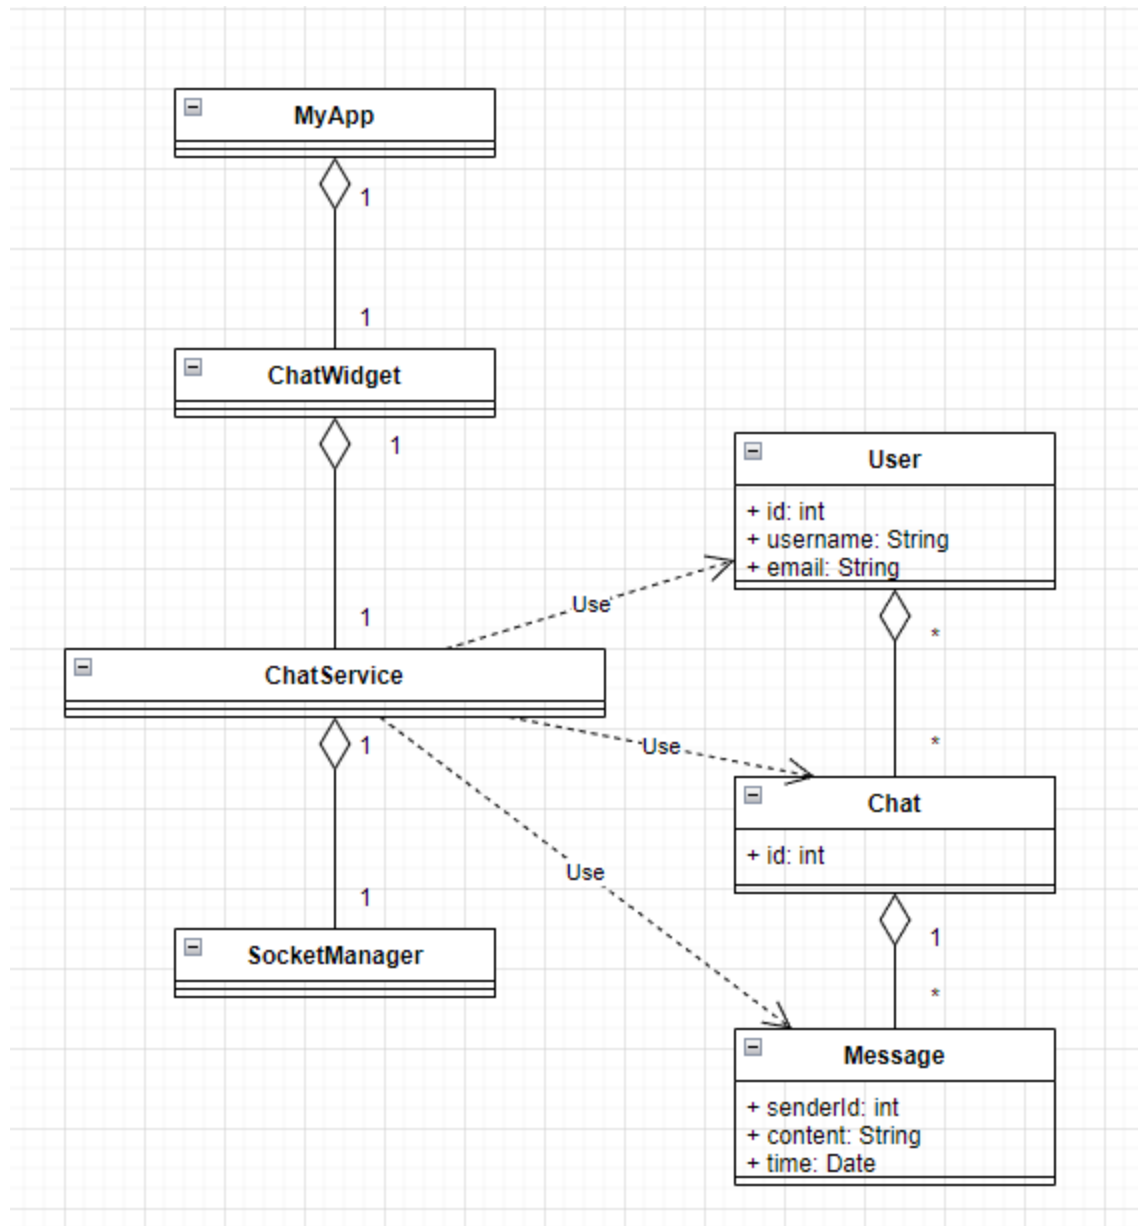 MyApp
1
1
ChatWidget
1
1
ChatService
1
1
SocketManager
Use
Use
Use
User
+ id: int
+ username: String
+ email: String
*
*
Chat
+ id: int
1
*
Message
+ senderId: int
+ content: String
+ time: Date